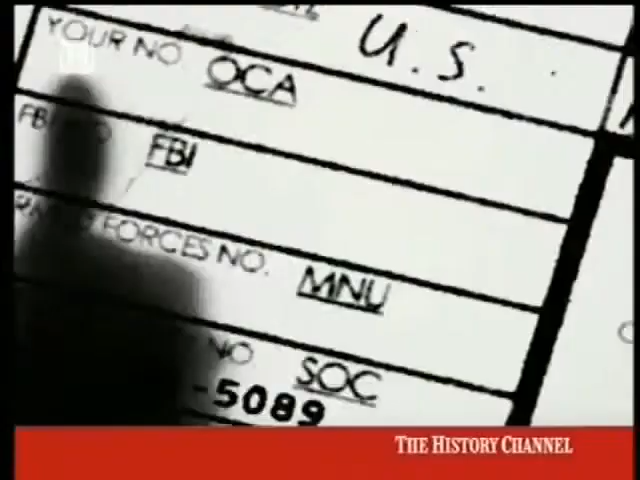 U.S.
YOUR NO. OCA
FBI
FORCES NO. MNU
NO SOC
-5089
THE HISTORY CHANNEL